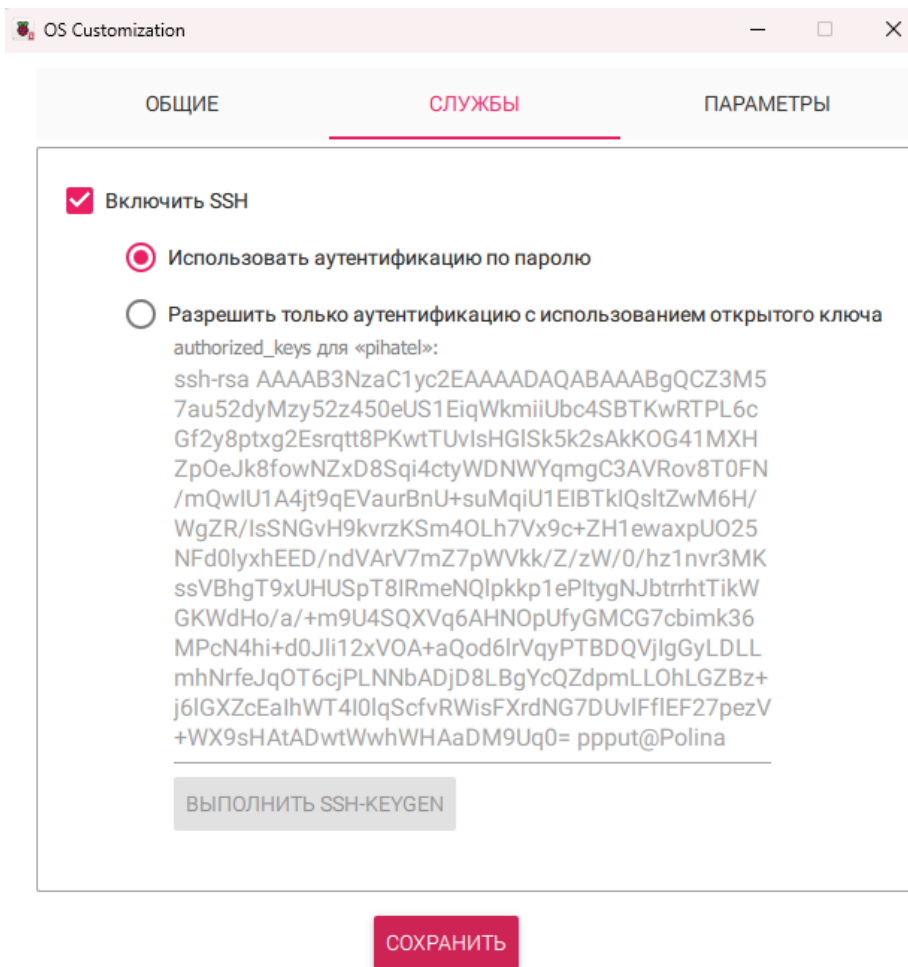 OS Customization
ОБЩИЕ СЛУЖБЫ ПАРАМЕТРЫ
Включить SSH
Использовать аутентификацию по паролю
Разрешить только аутентификацию с использованием открытого ключа
authorized_keys для «pihatel»:
ssh-rsa AAAAB3NzaC1yc2EAAAADAQABAAABgQCZ3M5
7au52dyMzy52z450eUS1EiqWkmiiUbc4SBTKwRTPL6c
Gf2y8ptxg2Esrqtt8PKwtTUvIsHGlSk5k2sAkKOG41MXH
ZpOeJk8fowNZxD8Sqi4ctyWDNWYqmgC3AVRov8T0FN
/mQwIU1A4jt9qEVaurBnU+suMqiU1EIBTkIQsltZwM6H/
WgZR/IsSNGvH9kvrzKSm4OLh7Vx9c+ZH1ewaxpUO25
NFd0lyxhEED/ndVArV7mZ7pWVkk/Z/zW/0/hz1nvr3MK
ssVBhgT9xUHUSpT8IRmeNQlpkkp1ePItygNJbtrrhtTikW
GKWdHo/a/+m9U4SQXVq6AHNOpUfyGMCG7cbimk36
MPcN4hi+d0Jli12xVOA+aQod6lrVqyPTBDQVjIgGyLDLL
mhNrfeJqOT6cjPLNNbADjD8LBgYcQZdpmLLOhLGZBz+
j6lGXZcEaIhWT4I0lqScfvRWisFXrdNG7DUvlFflEF27pezV
+WX9sHAtADwtWwhWHAaDM9Uq0= ppput@Polina
ВЫПОЛНИТЬ SSH-KEYGEN
СОХРАНИТЬ